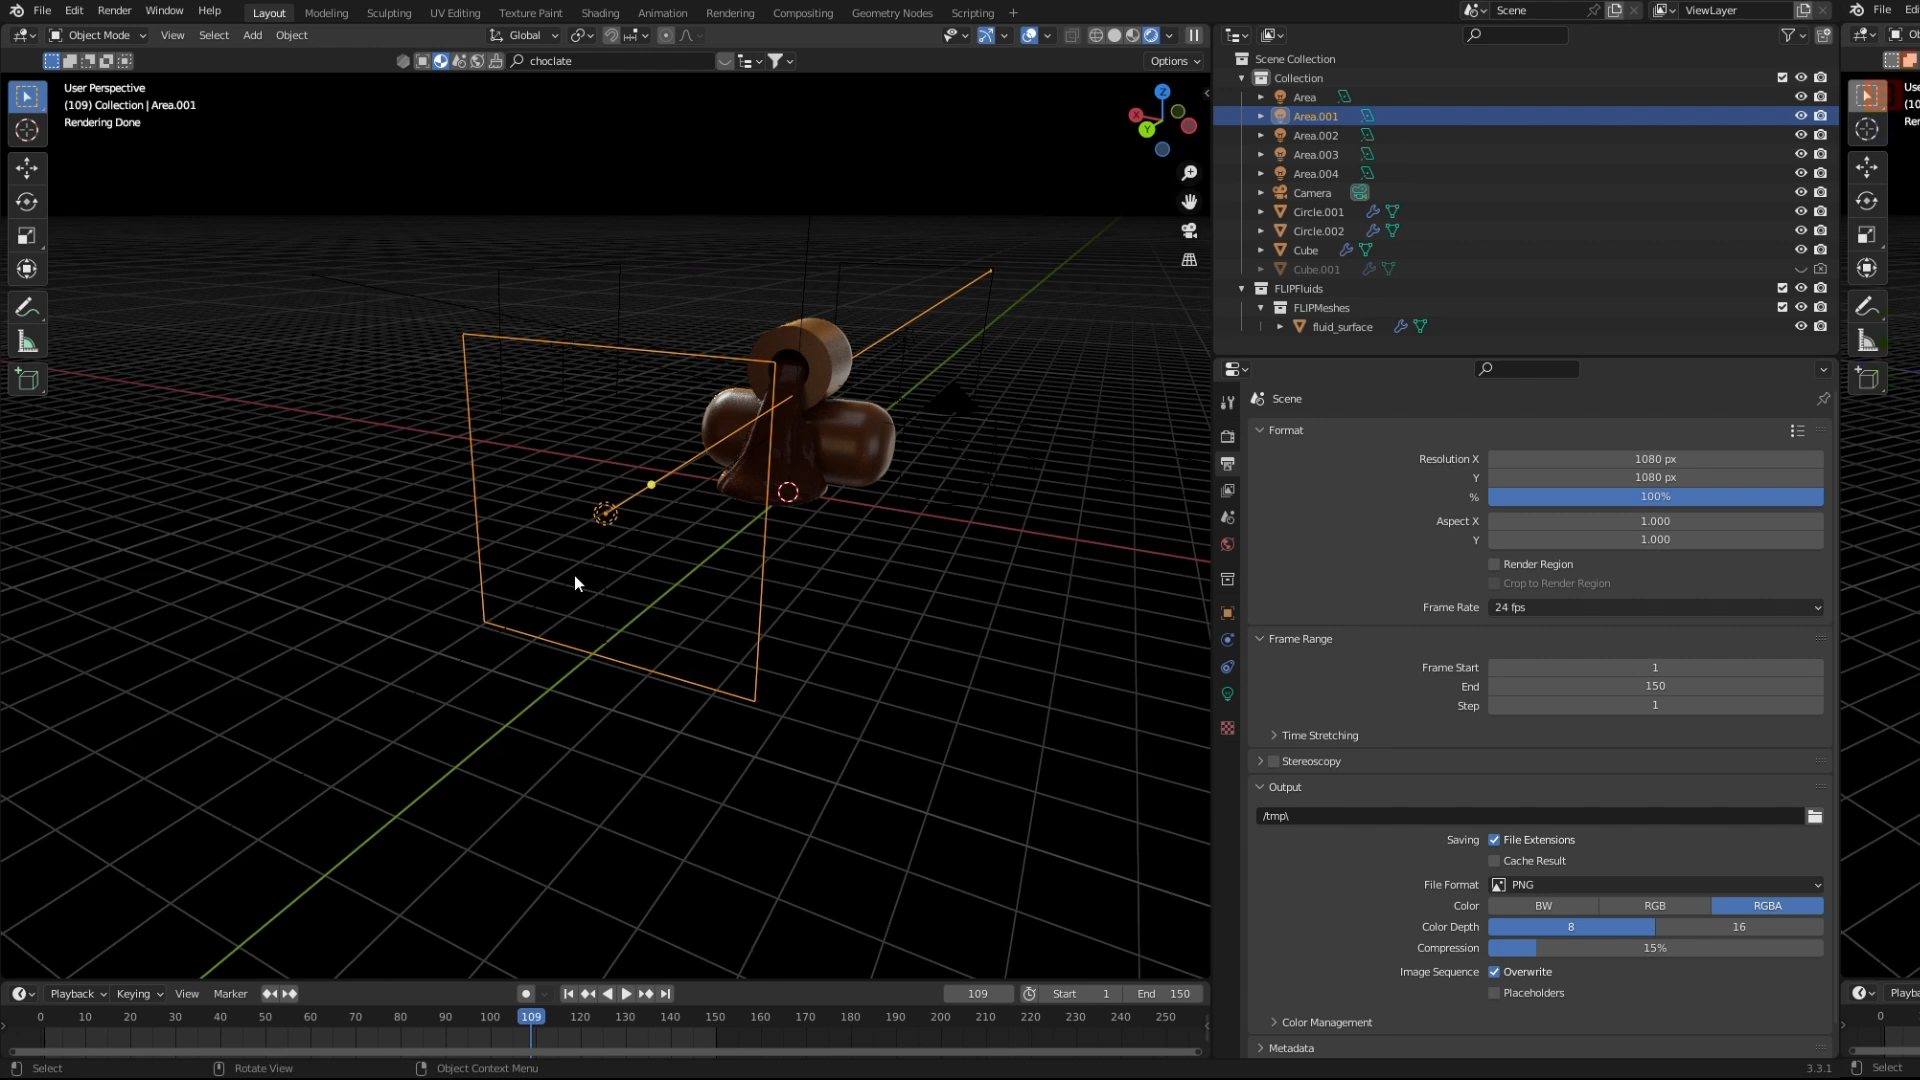 File Edit Render Window Help Layout Modeling Sculpting UV Editing Texture Paint Shading Animation Rendering Compositing Geometry Nodes Scripting + Scene ViewLayer File Edi
Object Mode View Select Add Object Global
choclate Options
User Perspective
(109) Collection | Area.001
Rendering Done
Z
X
Y
Scene Collection
Collection
Area
Area.001
Area.002
Area.003
Area.004
Camera
Circle.001
Circle.002
Cube
Cube.001
FLIPFluids
FLIPMeshes
fluid_surface
Scene
Format
Resolution X 1080 px
Y 1080 px
% 100%
Aspect X 1.000
Y 1.000
Render Region
Crop to Render Region
Frame Rate 24 fps
Frame Range
Frame Start 1
End 150
Step 1
Time Stretching
Stereoscopy
Output
/tmp\
Saving File Extensions
Cache Result
File Format PNG
Color BW RGB RGBA
Color Depth 8 16
Compression 15%
Image Sequence Overwrite
Placeholders
Color Management
Metadata
Playback Keying View Marker 109 Start 1 End 150
0 10 20 30 40 50 60 70 80 90 100 109 120 130 140 150 160 170 180 190 200 210 220 230 240 250
Select Rotate View Object Context Menu 3.3.1
Ob
Use
(10
Ren
Playba
0
Select